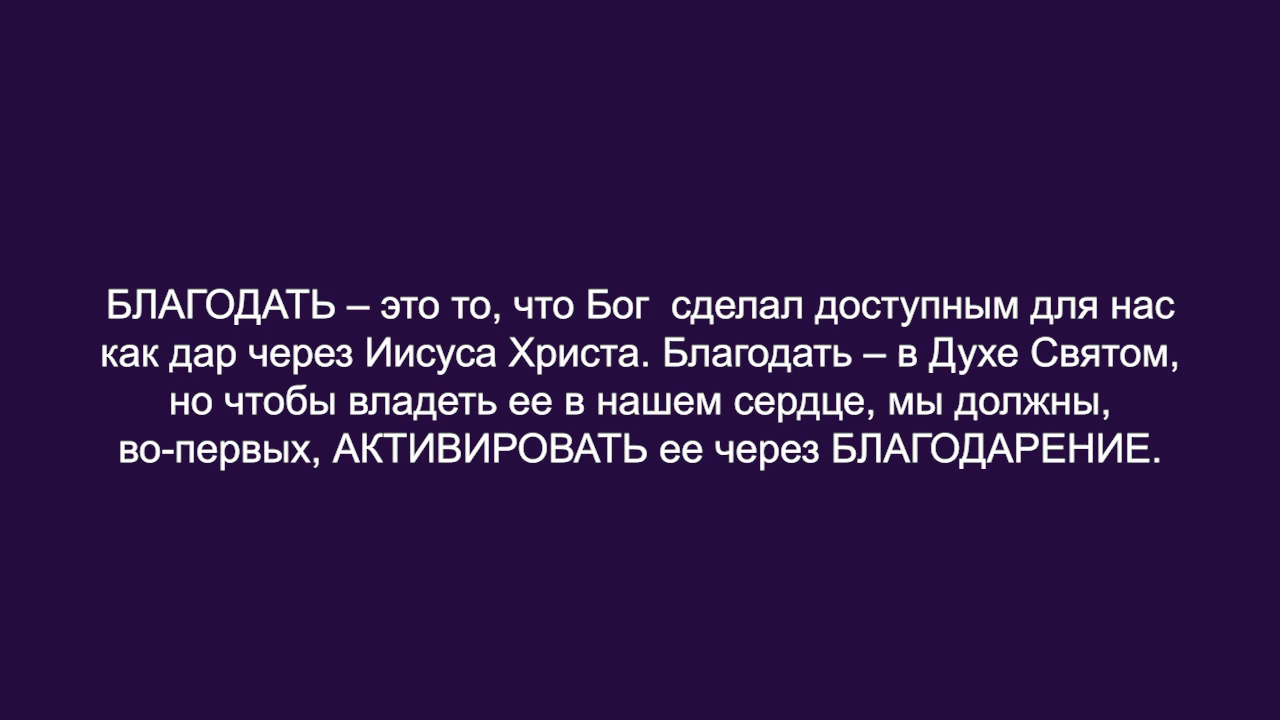 БЛАГОДАТЬ – это то, что Бог  сделал доступным для нас
как дар через Иисуса Христа. Благодать – в Духе Святом,
но чтобы владеть ее в нашем сердце, мы должны,
во-первых, АКТИВИРОВАТЬ ее через БЛАГОДАРЕНИЕ.